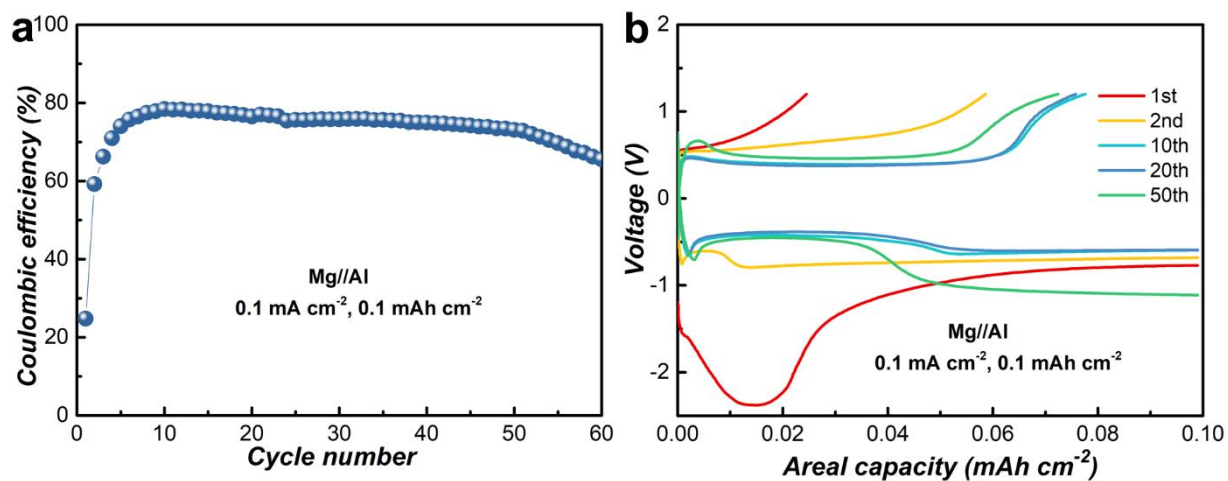 a
100
80
60
40
20
0
Coulombic efficiency (%)
Mg//Al
0.1 mA cm⁻², 0.1 mAh cm⁻²
0 10 20 30 40 50 60
Cycle number
b
2
1
0
-1
-2
Voltage (V)
1st
2nd
10th
20th
50th
Mg//Al
0.1 mA cm⁻², 0.1 mAh cm⁻²
0.00 0.02 0.04 0.06 0.08 0.10
Areal capacity (mAh cm⁻²)